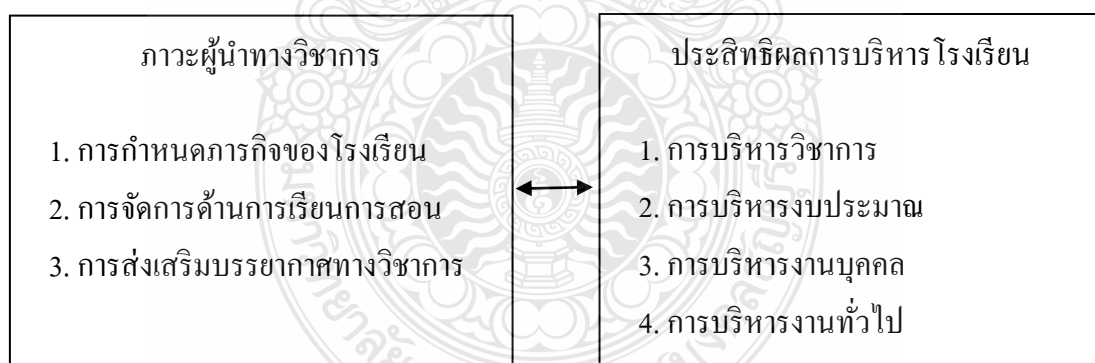 ภาวะผู้นำทางวิชาการ
1. การกำหนดภารกิจของโรงเรียน
2. การจัดการด้านการเรียนการสอน
3. การส่งเสริมบรรยากาศทางวิชาการ
ประสิทธิผลการบริหารโรงเรียน
1. การบริหารวิชาการ
2. การบริหารงบประมาณ
3. การบริหารงานบุคคล
4. การบริหารงานทั่วไป